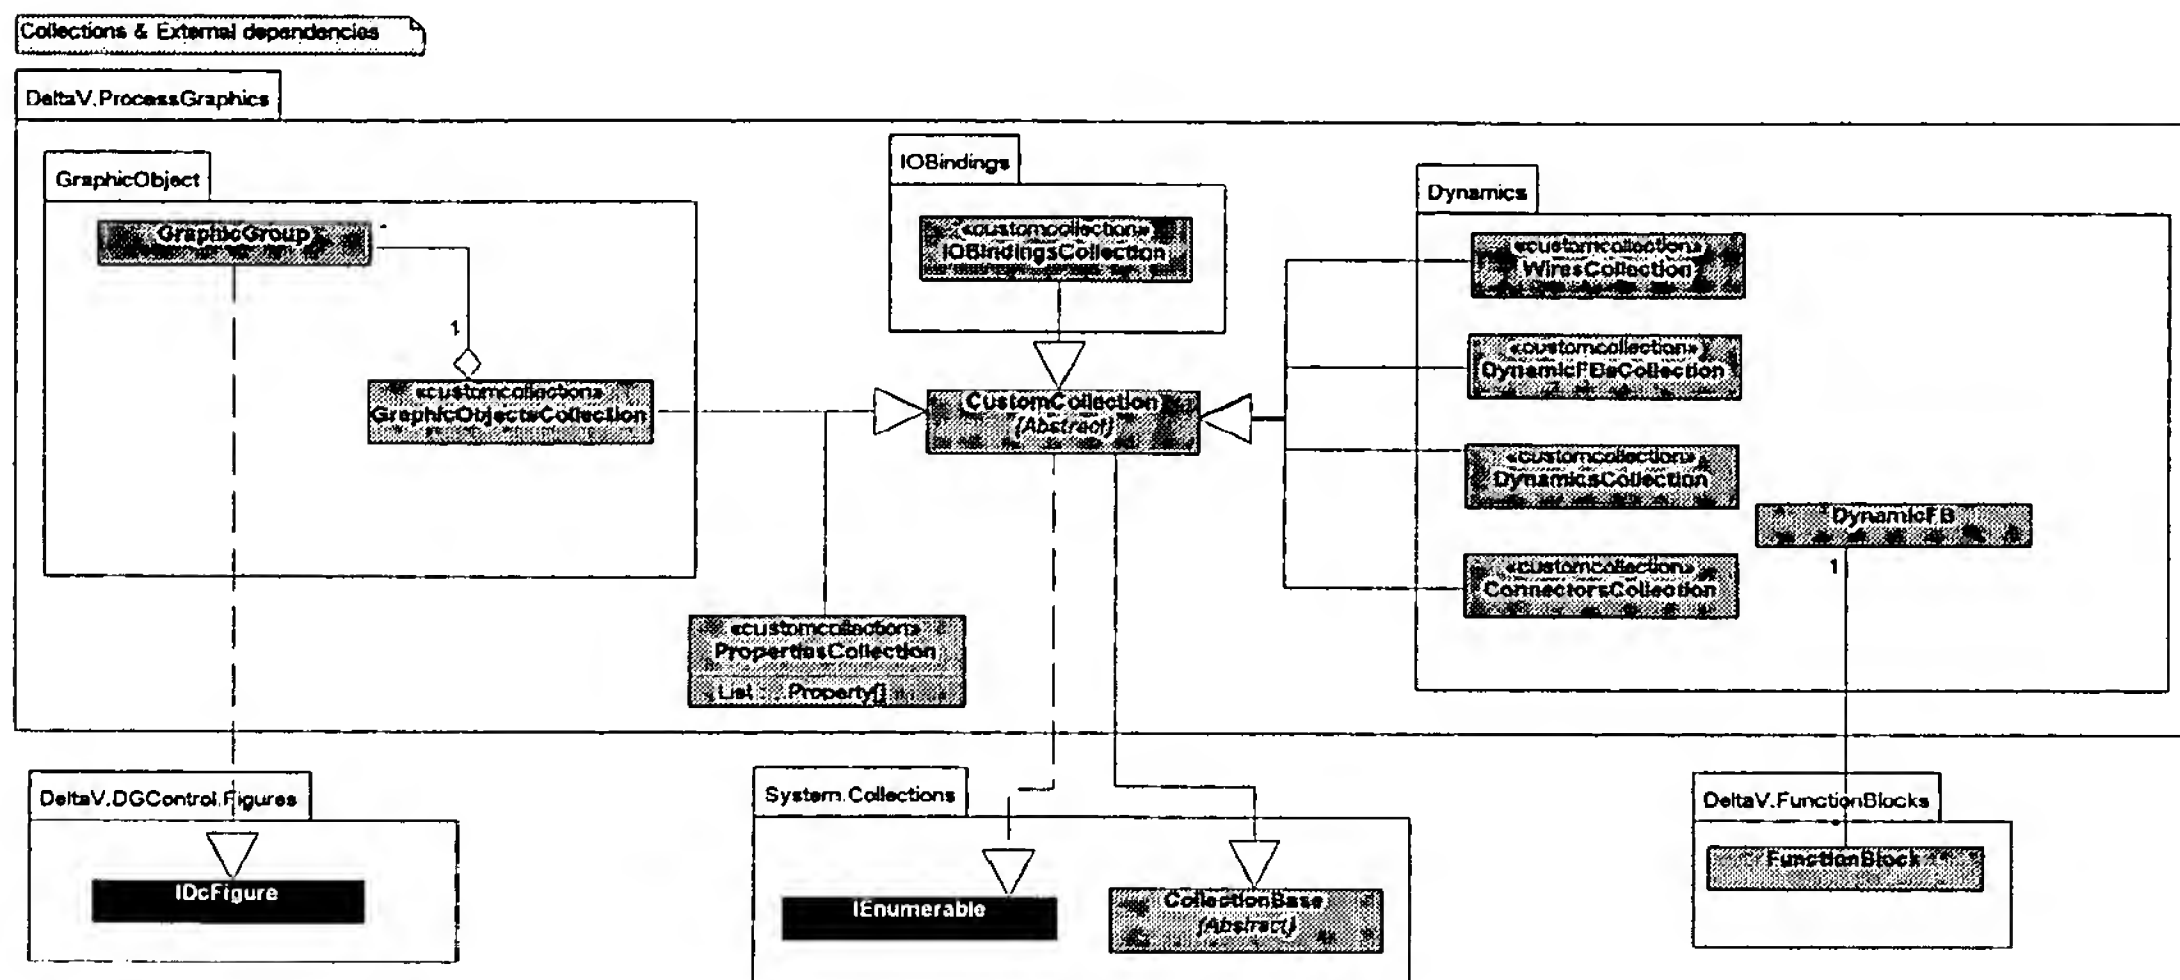 Collections & External dependencies
DeltaV.ProcessGraphics
GraphicObject
GraphicGroup
1
«customcollection»
GraphicObjectsCollection
IOBindings
«customcollection»
IOBindingsCollection
CustomCollection
{Abstract}
Dynamics
«customcollection»
WiresCollection
«customcollection»
DynamicFBsCollection
«customcollection»
DynamicsCollection
DynamicFB
1
«customcollection»
ConnectorsCollection
«customcollection»
PropertiesCollection
List : Property[]
DeltaV.DGControl.Figures
IDcFigure
System.Collections
IEnumerable
CollectionBase
{Abstract}
DeltaV.FunctionBlocks
FunctionBlock